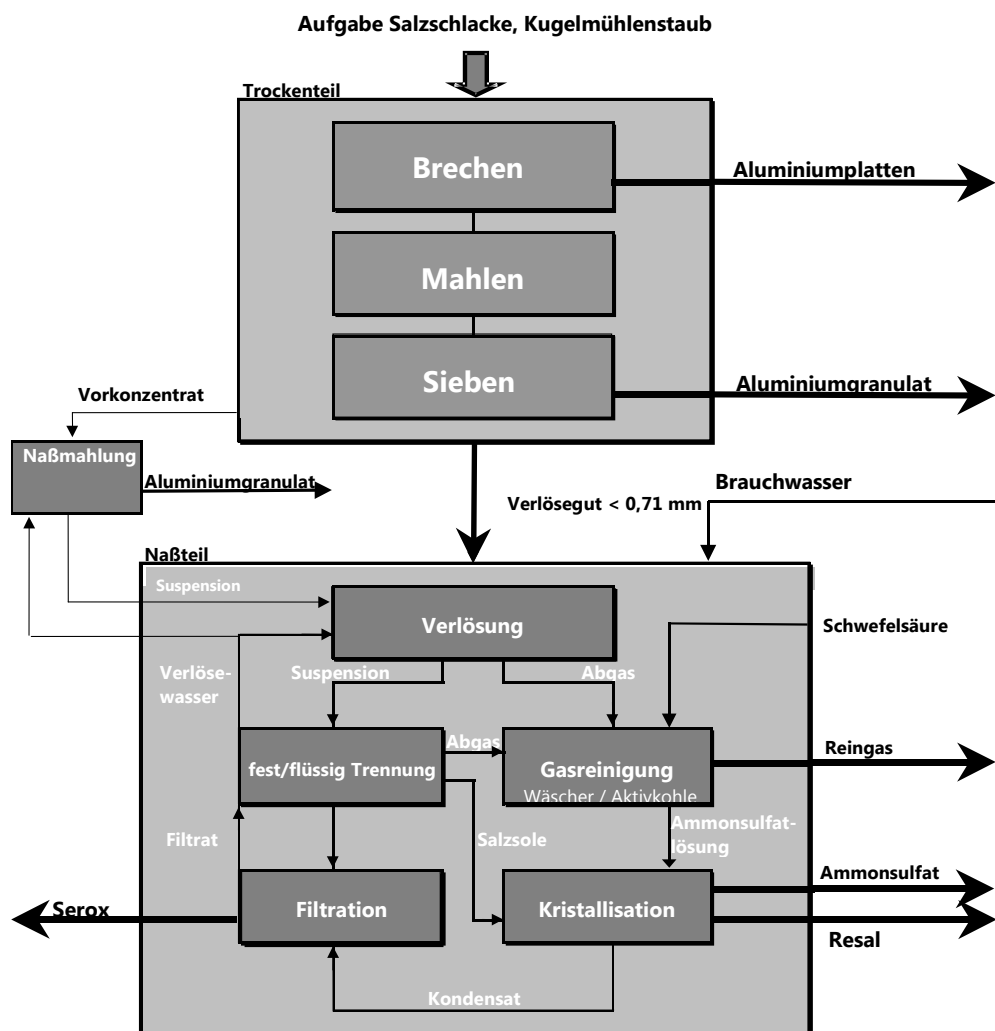 Aufgabe Salzschlacke, Kugelmühlenstaub
Trockenteil
Brechen
Aluminiumplatten
Mahlen
Sieben
Aluminiumgranulat
Vorkonzentrat
Naßmahlung
Aluminiumgranulat
Brauchwasser
Verlösegut < 0,71 mm
Naßteil
Suspension
Verlösung
Schwefelsäure
Verlöse-
wasser
Suspension
Abgas
fest/flüssig Trennung
Abgas
Gasreinigung
Wäscher / Aktivkohle
Reingas
Filtrat
Salzsole
Ammonsulfat-
lösung
Ammonsulfat
Serox
Filtration
Kristallisation
Resal
Kondensat